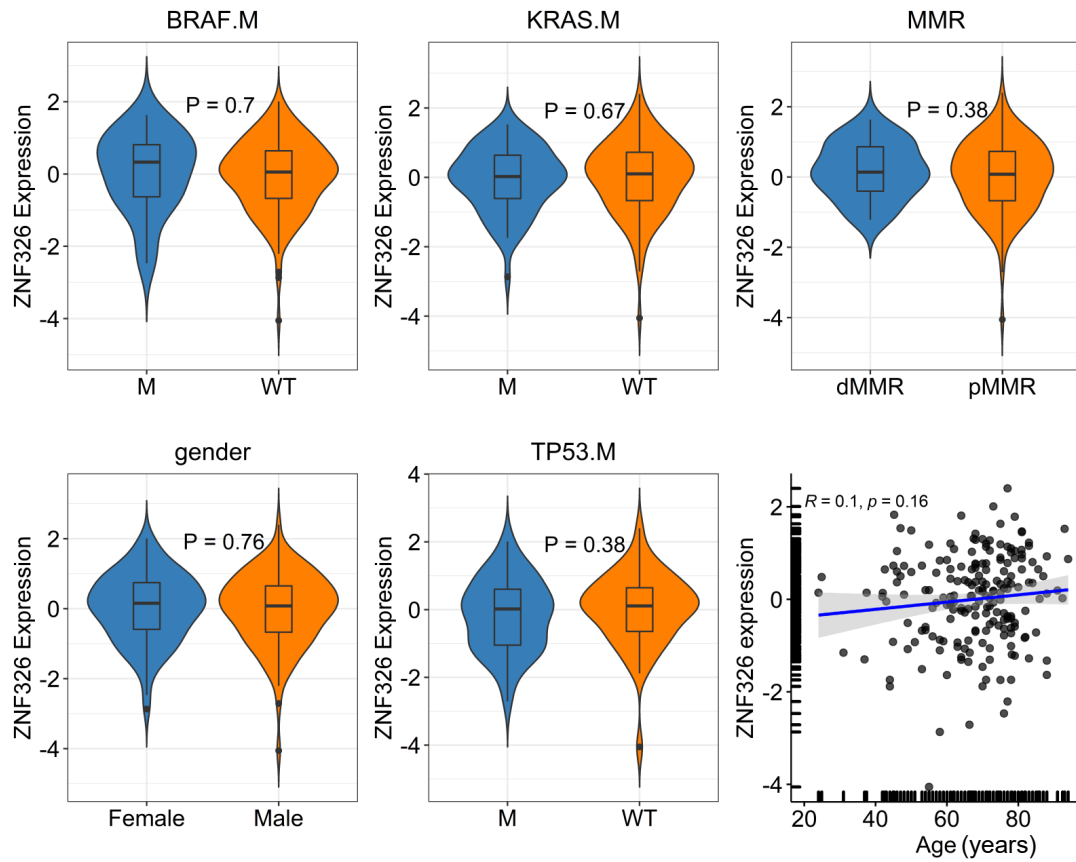 BRAF.M
KRAS.M
MMR
ZNF326 Expression
2
0
-2
-4
P = 0.7
M
WT
ZNF326 Expression
2
0
-2
-4
P = 0.67
M
WT
ZNF326 Expression
2
0
-2
-4
P = 0.38
dMMR
pMMR
gender
TP53.M
ZNF326 Expression
2
0
-2
-4
P = 0.76
Female
Male
ZNF326 Expression
4
2
0
-2
-4
P = 0.38
M
WT
ZNF326 expression
2
0
-2
-4
R = 0.1, p = 0.16
20
40
60
80
Age (years)